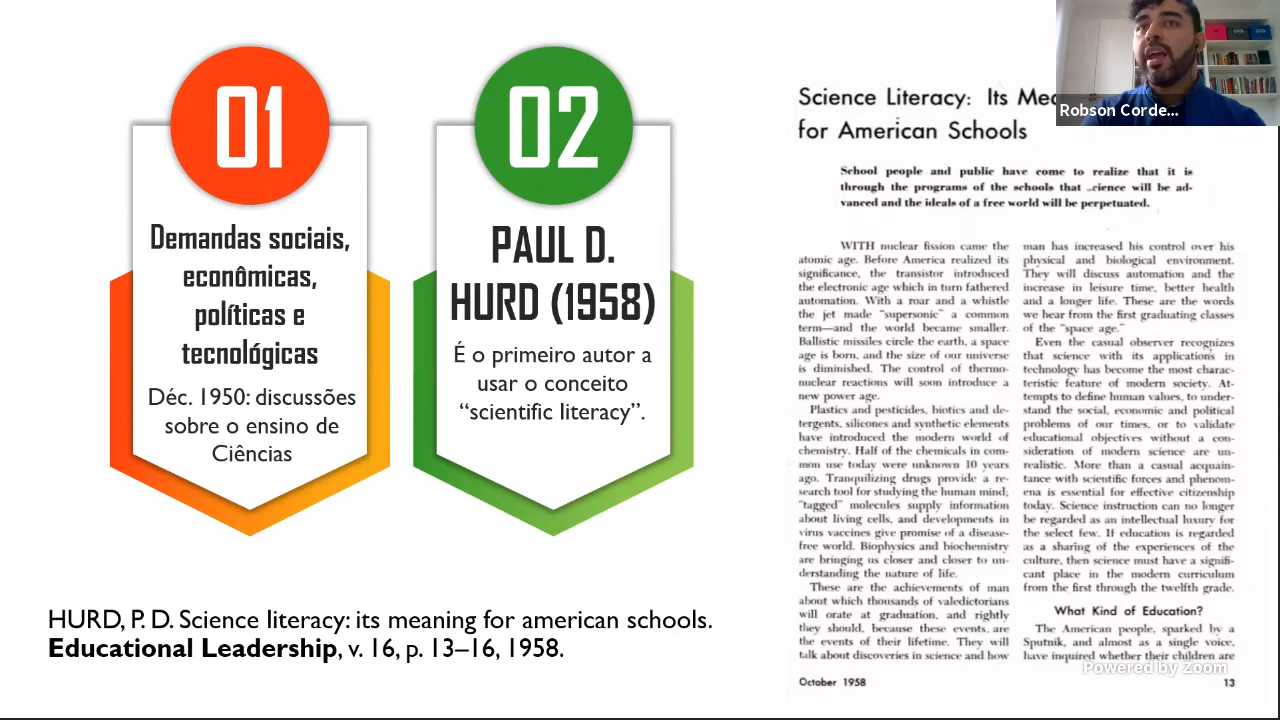 01
Demandas sociais,
econômicas,
políticas e
tecnológicas
Déc. 1950: discussões
sobre o ensino de
Ciências
02
PAUL D.
HURD (1958)
É o primeiro autor a
usar o conceito
“scientific literacy”.
HURD, P. D. Science literacy: its meaning for american schools.
Educational Leadership, v. 16, p. 13–16, 1958.
Science Literacy: Its
for American Schools
School people and public have come to realize that it is
through the programs of the schools that will be ad-
vanced and the ideals of a free world will be perpetuated.
WITH nuclear fission came the
atomic age. Before America realized its
significance, the transistor introduced
the electronic age which in turn fathered
automation. With a roar and a whistle
the jet made "supersonic" a common
term—and the world became smaller.
Ballistic missiles circle the earth, a space
age is born, and the size of our universe
is diminished. The control of thermo-
nuclear reactions will soon introduce a
new power age.
Plastics and pesticides, biotics and de-
tergents, silicones and synthetic elements
have introduced the modern world of
chemistry. Half of the chemicals in com-
mon use today were unknown 10 years
ago. Tranquilizing drugs provide a re-
search tool for studying the human mind,
"tagged" molecules supply information
about living cells, and developments in
virus vaccines give promise of a disease-
free world. Biophysics and biochemistry
are bringing us closer and closer to un-
derstanding the nature of life.
These are the achievements of man
about which thousands of valedictorians
will orate at graduation, and rightly
they should, because these events are
the events of their lifetime. They will
talk about discoveries in science and how
man has increased his control over his
physical and biological environment.
They will discuss automation and the
increase in leisure time, better health
and a longer life. These are the words
we hear from the first graduating classes
of the "space age."
Even the casual observer recognizes
that science with its applications in
technology has become the most charac-
teristic feature of modern society. At-
tempts to define human values, to under-
stand the social, economic and political
problems of our times, or to validate
educational objectives without a con-
sideration of modern science are un-
realistic. More than a casual acquain-
tance with scientific forces and phenom-
ena is essential for effective citizenship
today. Science instruction can no longer
be regarded as an intellectual luxury for
the select few. If education is regarded
as a sharing of the experiences of the
culture, then science must have a signifi-
cant place in the modern curriculum
from the first through the twelfth grade.
What Kind of Education?
The American people, sparked by a
Sputnik, and almost as a single voice,
have inquired whether their children are
October 1958
13
Robson Corde...
Powered by Zoom